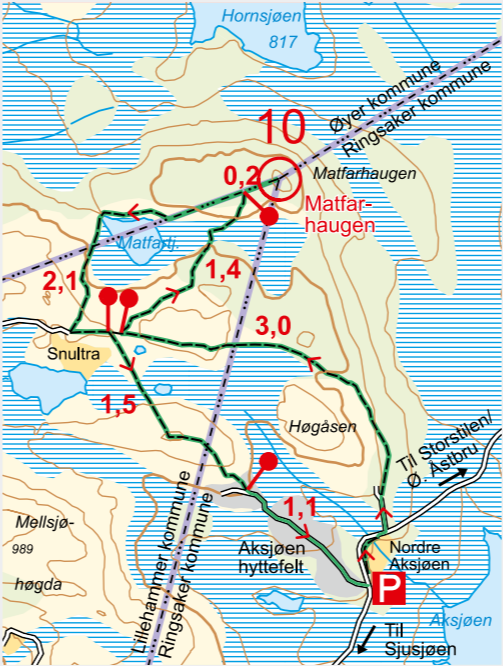 Hornsjøen
817
Øyer kommune
Ringsaker kommune
10
0,2
Matfarhaugen
Matfar-
haugen
Matfartj.
1,4
2,1
3,0
Snultra
1,5
Høgåsen
Til Storstilen/
Ø. Åstbru
Lillehammer kommune
Ringsaker kommune
1,1
Mellsjø-
989
høgda
Aksjøen
hyttefelt
Nordre
Aksjøen
P
Aksjøen
Til
Sjusjøen